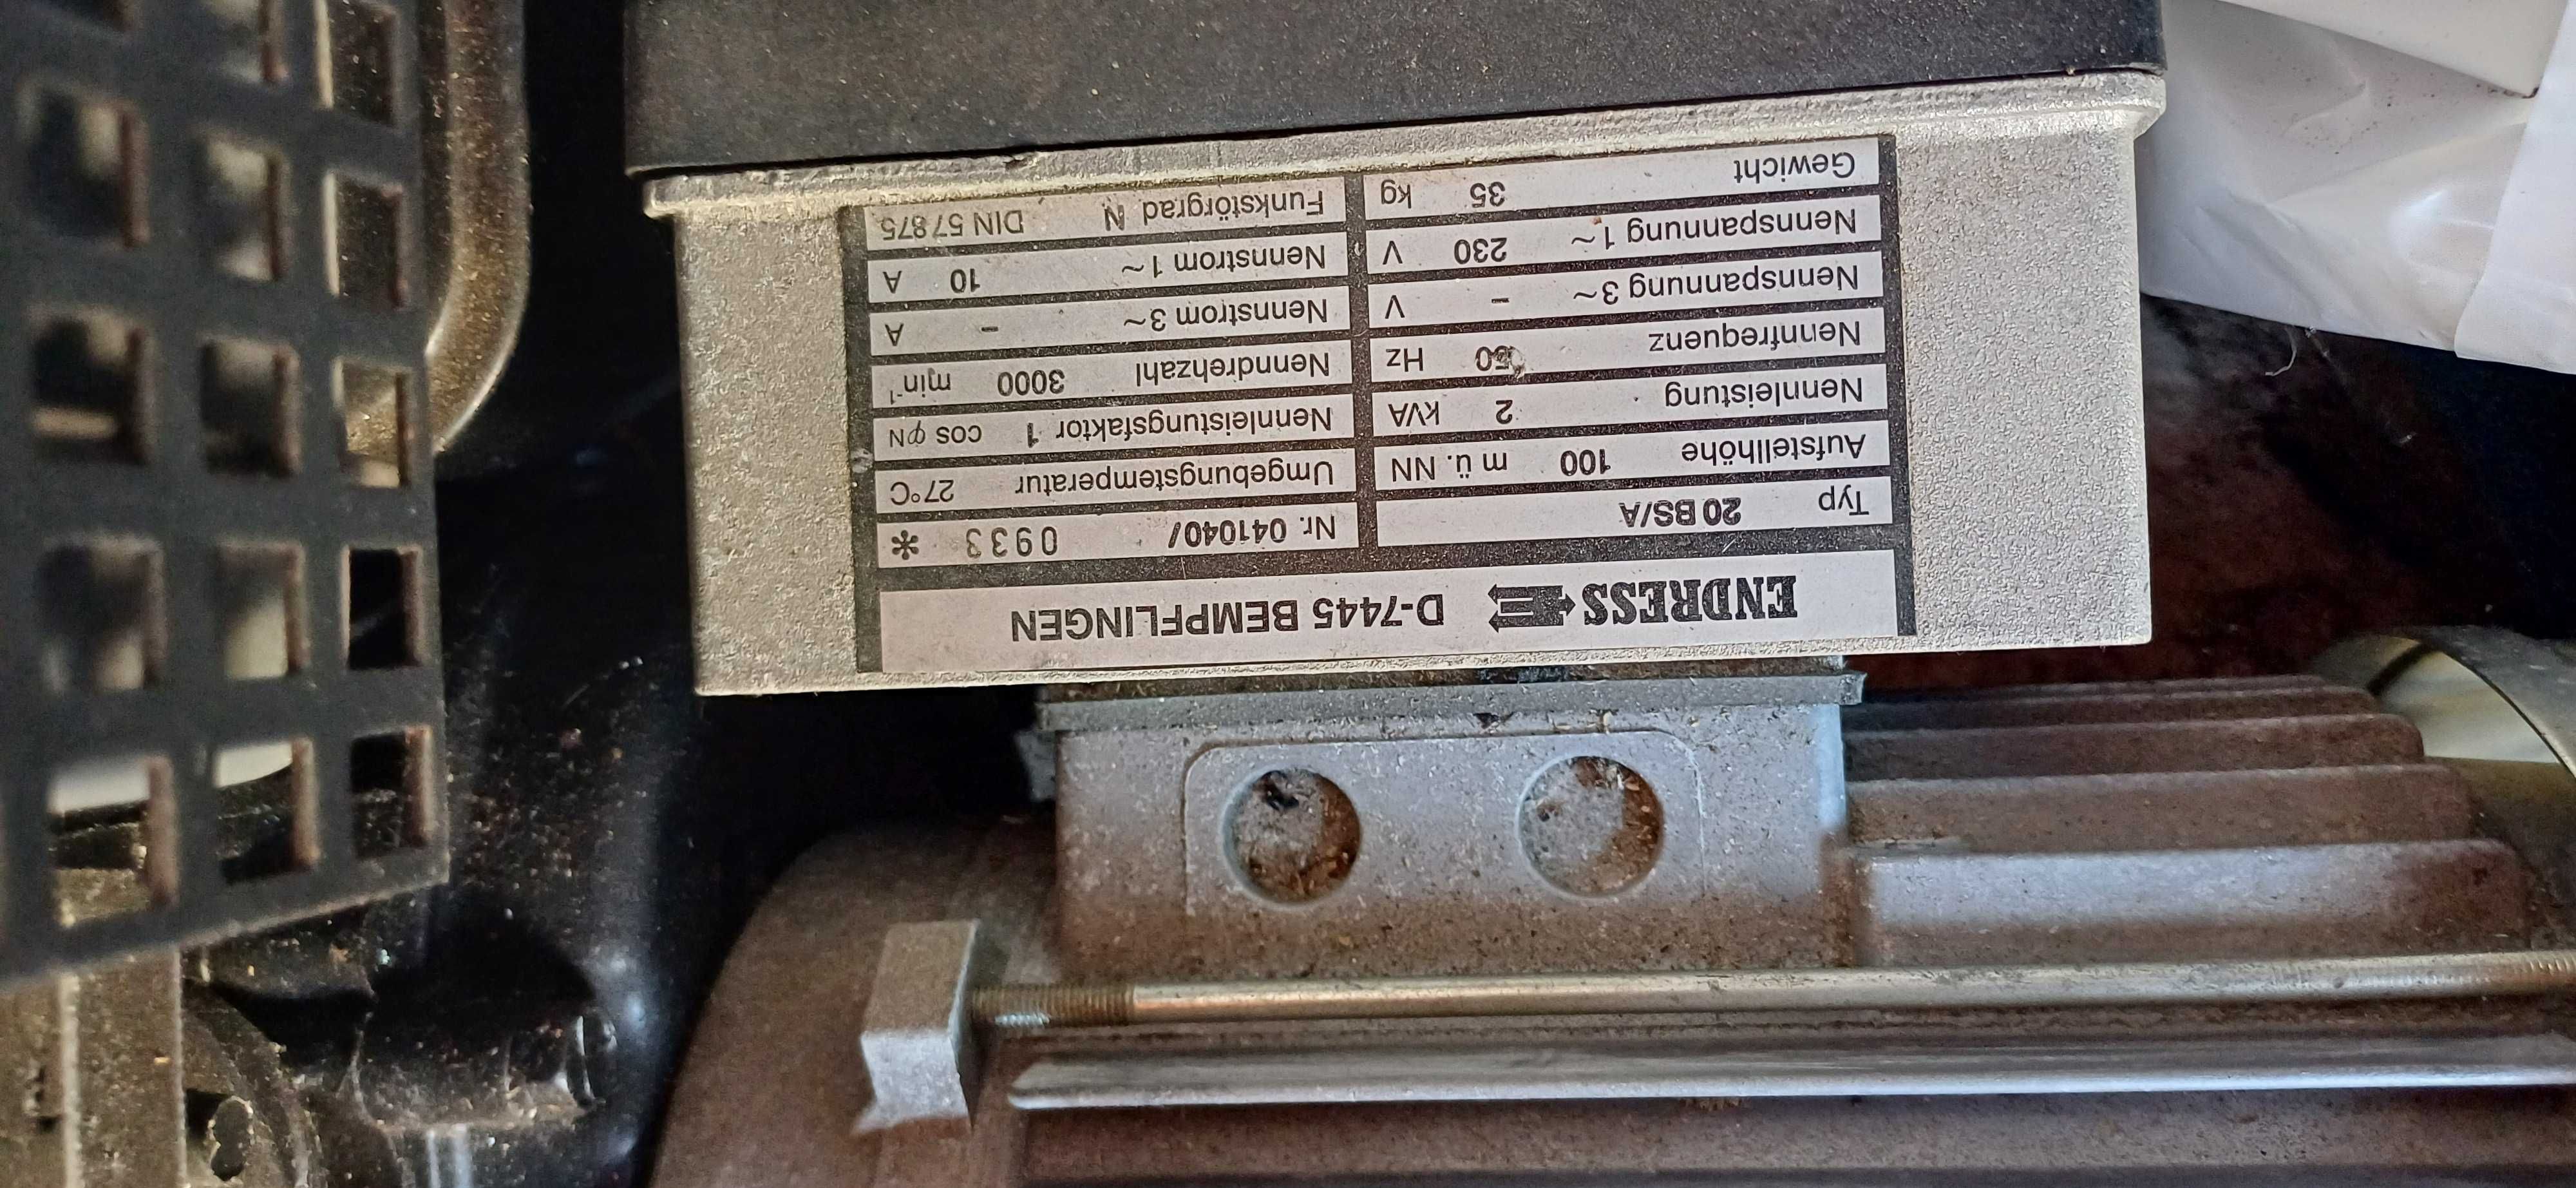 ENDRESS D-7445 BEMPFLINGEN
Typ 20 BS/A Nr. 041040/ 0933 *
Aufstellhöhe 100 m ü. NN Umgebungstemperatur 27°C
Nennleistung 2 kVA Nennleistungsfaktor 1 cos φN
Nennfrequenz 50 Hz Nenndrehzahl 3000 min⁻¹
Nennspannung 3~ – V Nennstrom 3~ – A
Nennspannung 1~ 230 V Nennstrom 1~ 10 A
Gewicht 35 kg Funkstörgrad N DIN 57875